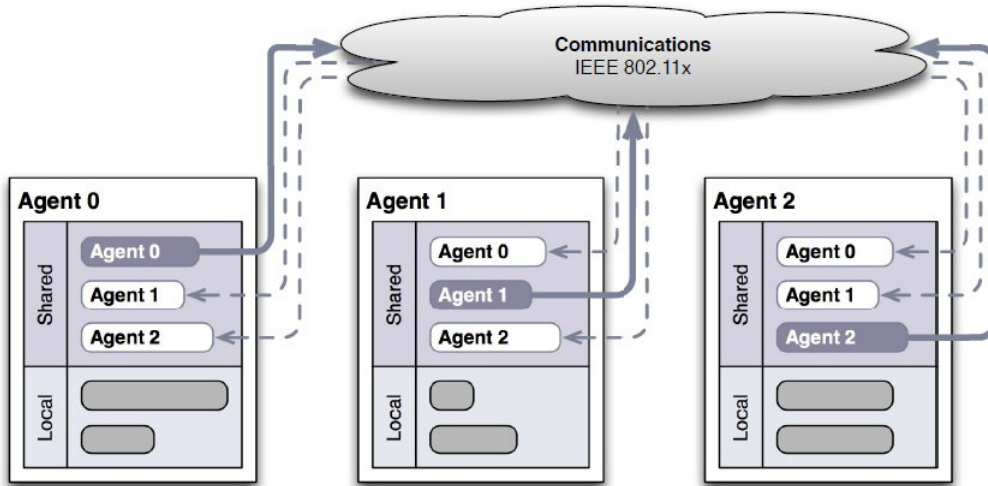 Communications
IEEE 802.11x
Agent 0
Shared
Agent 0
Agent 1
Agent 2
Local
Agent 1
Shared
Agent 0
Agent 1
Agent 2
Local
Agent 2
Shared
Agent 0
Agent 1
Agent 2
Local